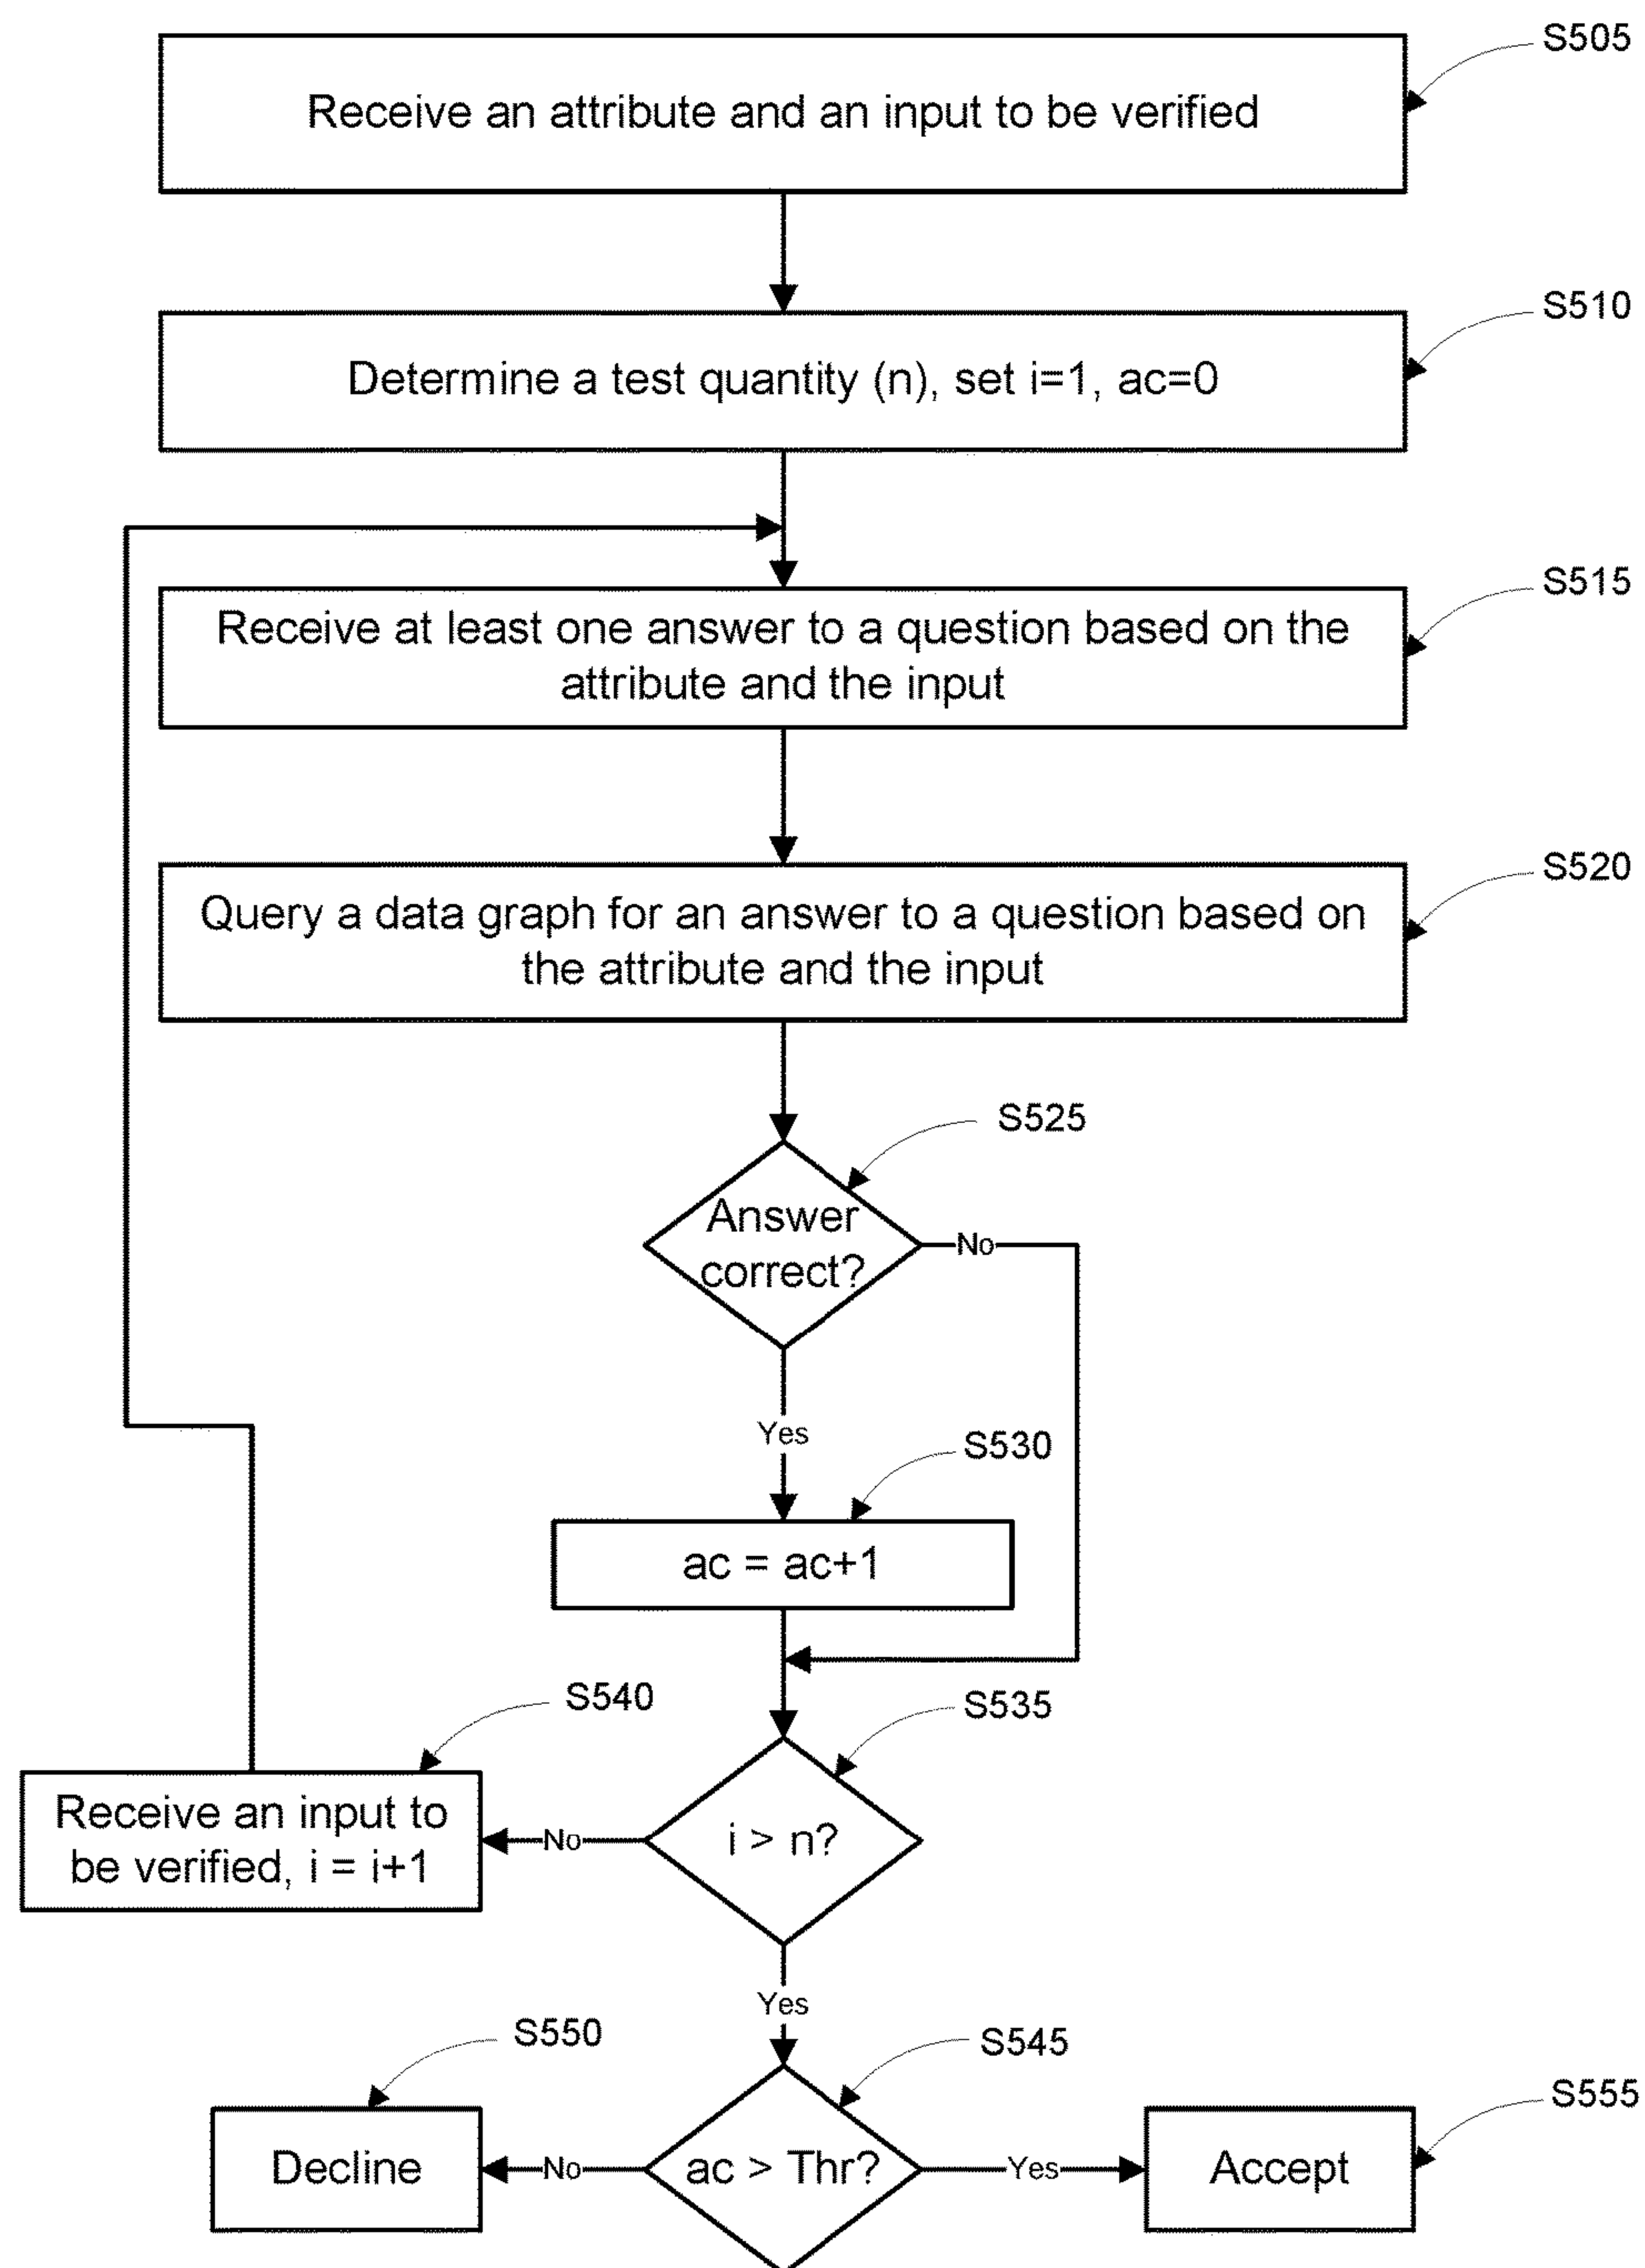 S505
Receive an attribute and an input to be verified
S510
Determine a test quantity (n), set i=1, ac=0
S515
Receive at least one answer to a question based on the
attribute and the input
S520
Query a data graph for an answer to a question based on
the attribute and the input
S525
Answer
correct?
No
Yes
S530
ac = ac+1
S540
S535
Receive an input to
be verified, i = i+1
No
i > n?
Yes
S550
S545
S555
Decline
No
ac > Thr?
Yes
Accept